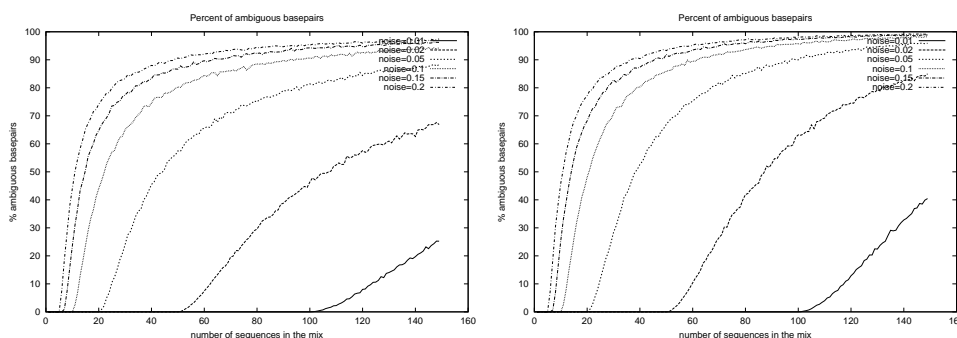 Percent of ambiguous basepairs
100
90
80
70
60
50
40
30
20
10
0
% ambiguous basepairs
0 20 40 60 80 100 120 140 160
number of sequences in the mix
noise=0.01
noise=0.02
noise=0.05
noise=0.1
noise=0.15
noise=0.2
Percent of ambiguous basepairs
100
90
80
70
60
50
40
30
20
10
0
% ambiguous basepairs
0 20 40 60 80 100 120 140 160
number of sequences in the mix
noise=0.01
noise=0.02
noise=0.05
noise=0.1
noise=0.15
noise=0.2